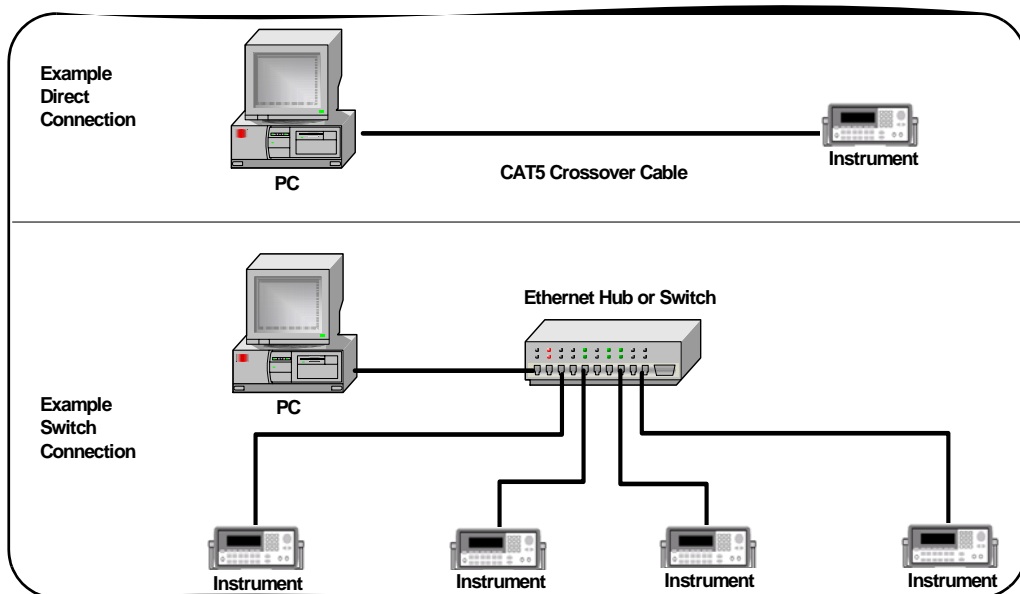 Example
Direct
Connection
PC
CAT5 Crossover Cable
Instrument
Ethernet Hub or Switch
PC
Example
Switch
Connection
Instrument
Instrument
Instrument
Instrument